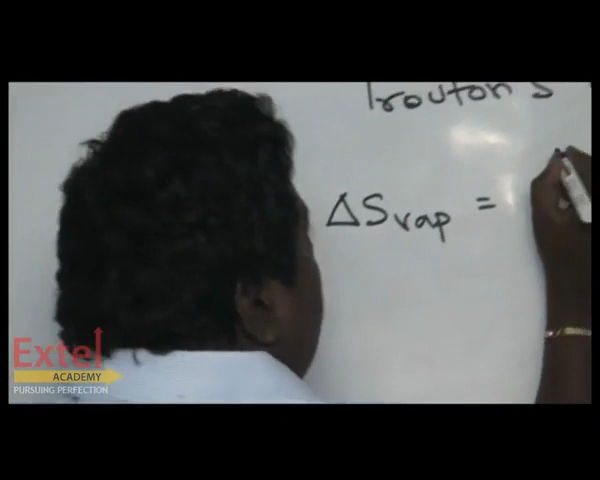 Trouton's
ΔSvap =
Extel
ACADEMY
PURSUING PERFECTION